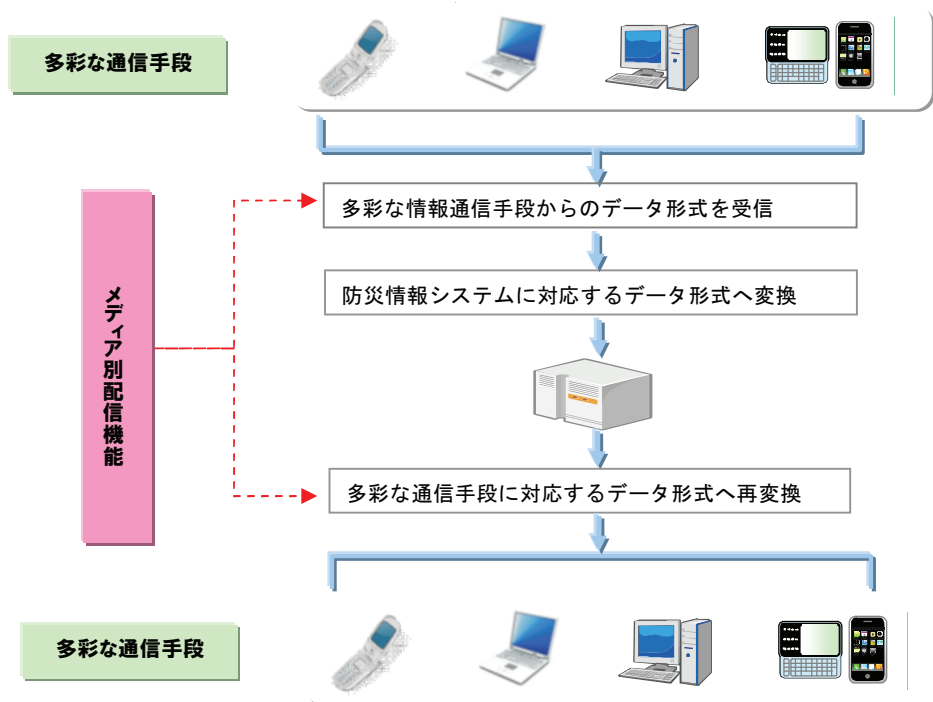 多彩な通信手段
多彩な情報通信手段からのデータ形式を受信
防災情報システムに対応するデータ形式へ変換
メディア別配信機能
多彩な通信手段に対応するデータ形式へ再変換
多彩な通信手段